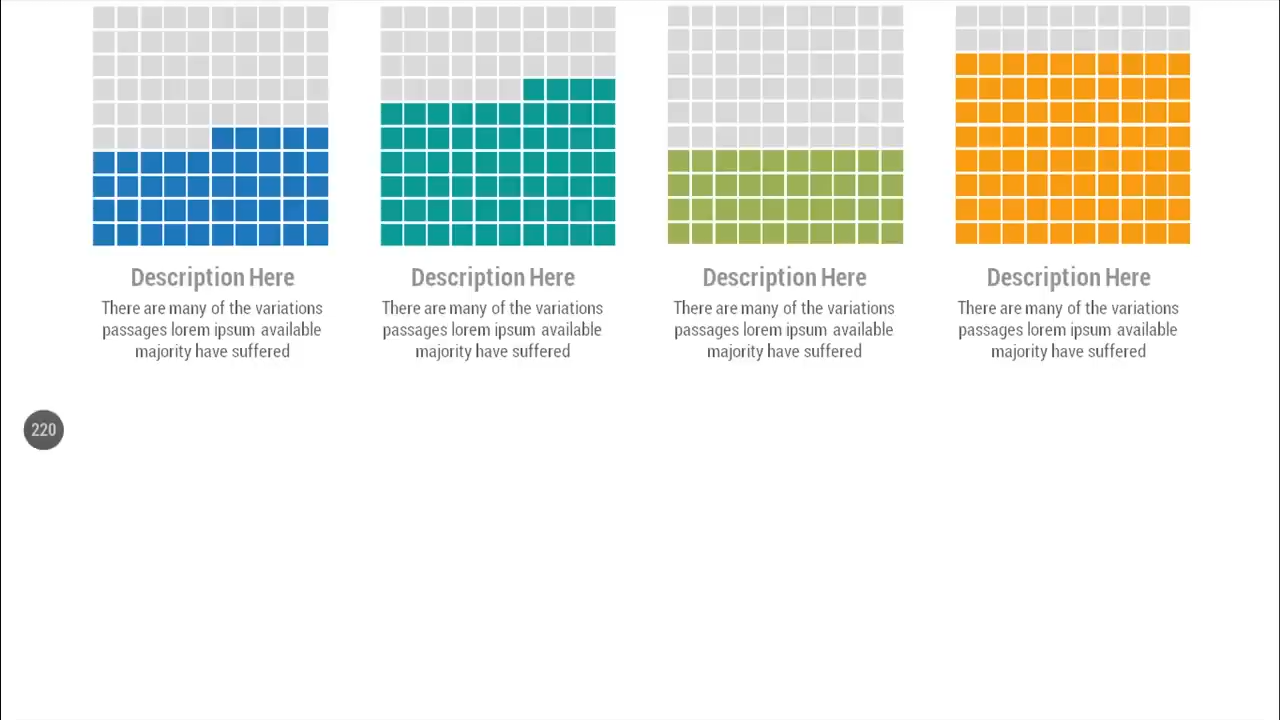 Description Here
There are many of the variations
passages lorem ipsum available
majority have suffered
Description Here
There are many of the variations
passages lorem ipsum available
majority have suffered
Description Here
There are many of the variations
passages lorem ipsum available
majority have suffered
Description Here
There are many of the variations
passages lorem ipsum available
majority have suffered
220